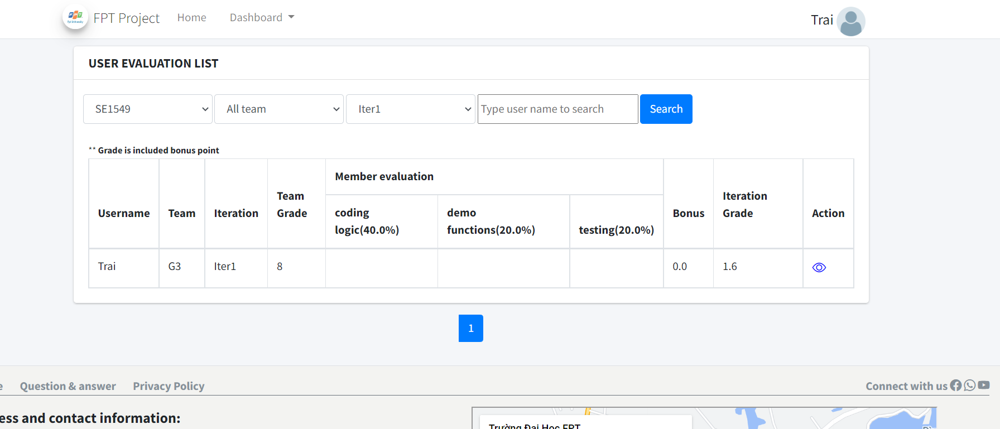 FPT
Fpt University
FPT Project
Home
Dashboard
Trai
USER EVALUATION LIST
SE1549
All team
Iter1
Type user name to search
Search
** Grade is included bonus point
Username
Team
Iteration
Team Grade
Member evaluation
coding logic(40.0%)
demo functions(20.0%)
testing(20.0%)
Bonus
Iteration Grade
Action
Trai
G3
Iter1
8
0.0
1.6
1
e
Question & answer
Privacy Policy
Connect with us
ess and contact information:
Trường Đại Học FPT